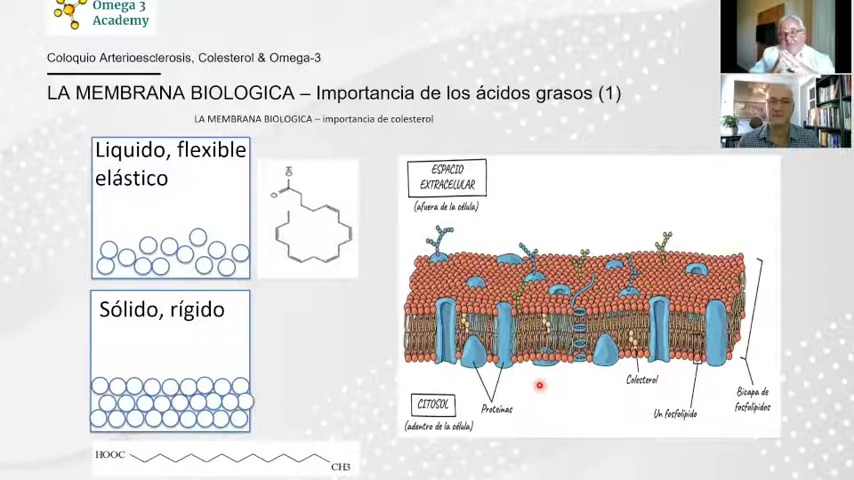 Omega 3
Academy
Coloquio Arterioesclerosis, Colesterol & Omega-3
LA MEMBRANA BIOLOGICA – Importancia de los ácidos grasos (1)
LA MEMBRANA BIOLOGICA – importancia de colesterol
Liquido, flexible
elástico
OH
O
Sólido, rígido
HOOC
CH3
ESPACIO
EXTRACELULAR
(afuera de la célula)
Colesterol
Proteínas
Un fosfolípido
Bicapa de
fosfolípidos
CITOSOL
(adentro de la célula)